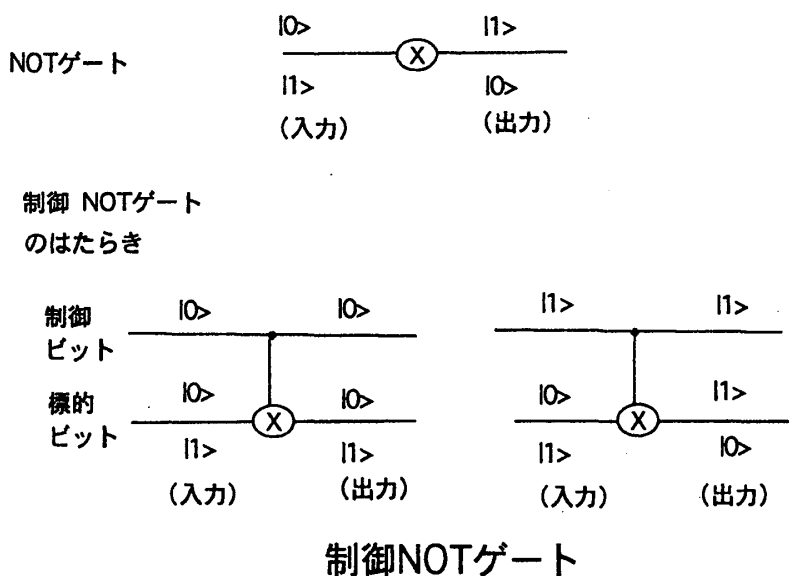 |0> |1>
NOTゲート X
|1> |0>
(入力) (出力)
制御 NOTゲート
のはたらき
制御 |0> |0> |1> |1>
ビット
標的 |0> X |0> |0> X |1>
ビット |1> |1> |1> |0>
(入力) (出力) (入力) (出力)
制御NOTゲート